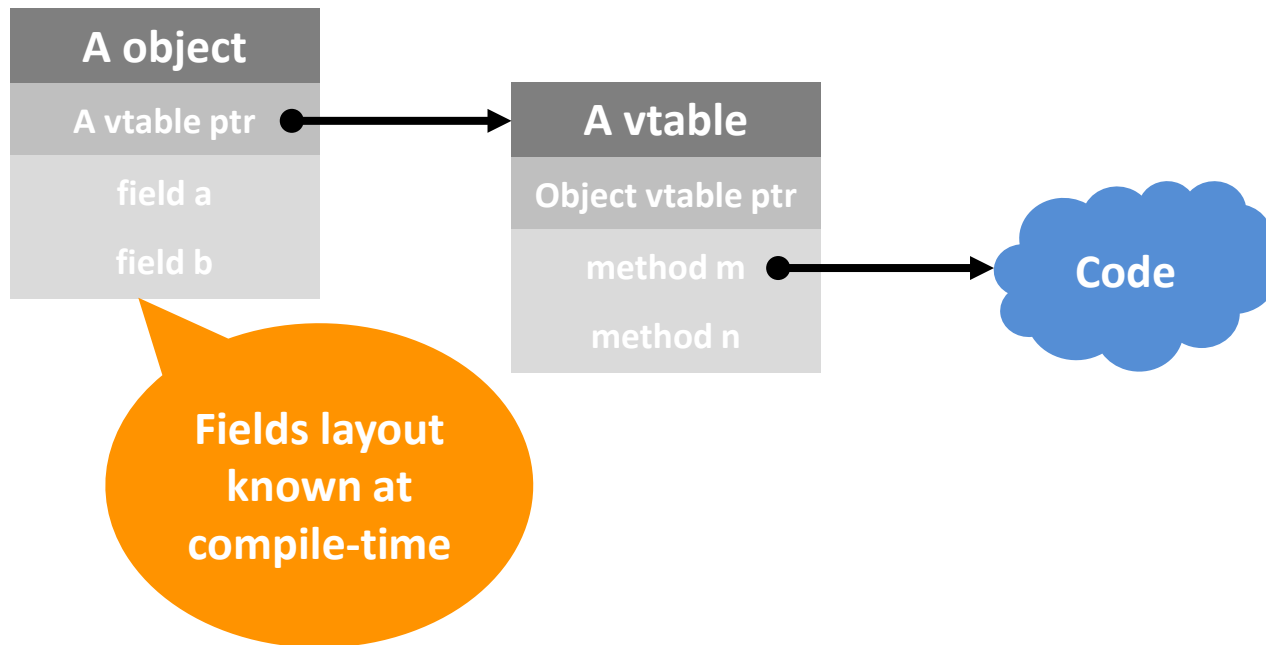 A object
A vtable ptr
field a
field b
A vtable
Object vtable ptr
method m
method n
Code
Fields layout
known at
compile-time